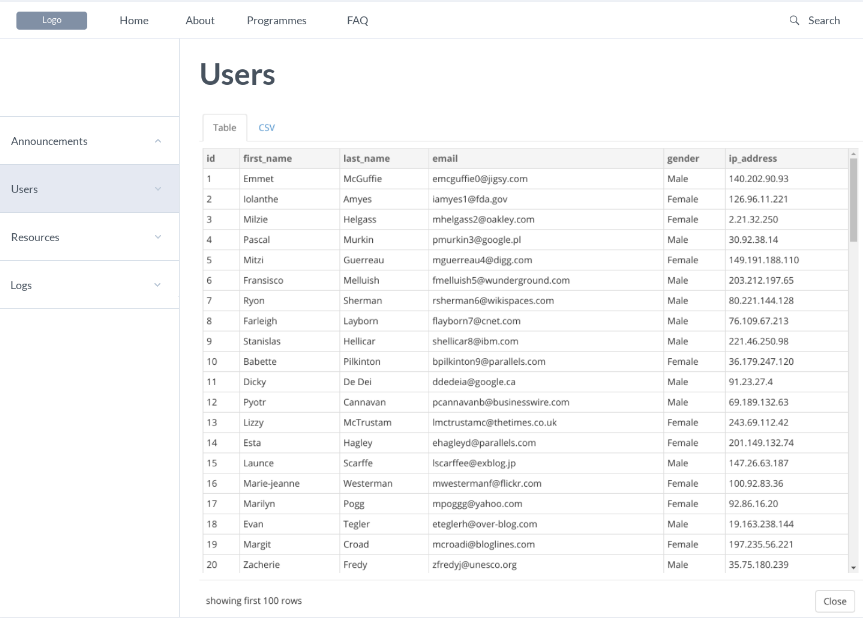 Logo Home About Programmes FAQ Search
Users
Announcements
Users
Resources
Logs
Table CSV
id first_name last_name email gender ip_address
1 Emmet McGuffie emcguffie0@jigsy.com Male 140.202.90.93
2 Iolanthe Amyes iamyes1@fda.gov Female 126.96.11.221
3 Milzie Helgass mhelgass2@oakley.com Female 2.21.32.250
4 Pascal Murkin pmurkin3@google.pl Male 30.92.38.14
5 Mitzi Guerreau mguerreau4@digg.com Female 149.191.188.110
6 Fransisco Melluish fmelluish5@wunderground.com Male 203.212.197.65
7 Ryon Sherman rsherman6@wikispaces.com Male 80.221.144.128
8 Farleigh Layborn flayborn7@cnet.com Male 76.109.67.213
9 Stanislas Hellicar shellicar8@ibm.com Male 221.46.250.98
10 Babette Pilkinton bpilkinton9@parallels.com Female 36.179.247.120
11 Dicky De Dei ddedeia@google.ca Male 91.23.27.4
12 Pyotr Cannavan pcannavanb@businesswire.com Male 69.189.132.63
13 Lizzy McTrustam lmctrustamc@thetimes.co.uk Female 243.69.112.42
14 Esta Hagley ehagleyd@parallels.com Female 201.149.132.74
15 Launce Scarffe lscarffee@exblog.jp Male 147.26.63.187
16 Marie-jeanne Westerman mwestermanf@flickr.com Female 100.92.83.36
17 Marilyn Pogg mpoggg@yahoo.com Female 92.86.16.20
18 Evan Tegler eteglerh@over-blog.com Male 19.163.238.144
19 Margit Croad mcroadi@bloglines.com Female 197.235.56.221
20 Zacherie Fredy zfredyj@unesco.org Male 35.75.180.239
showing first 100 rows
Close